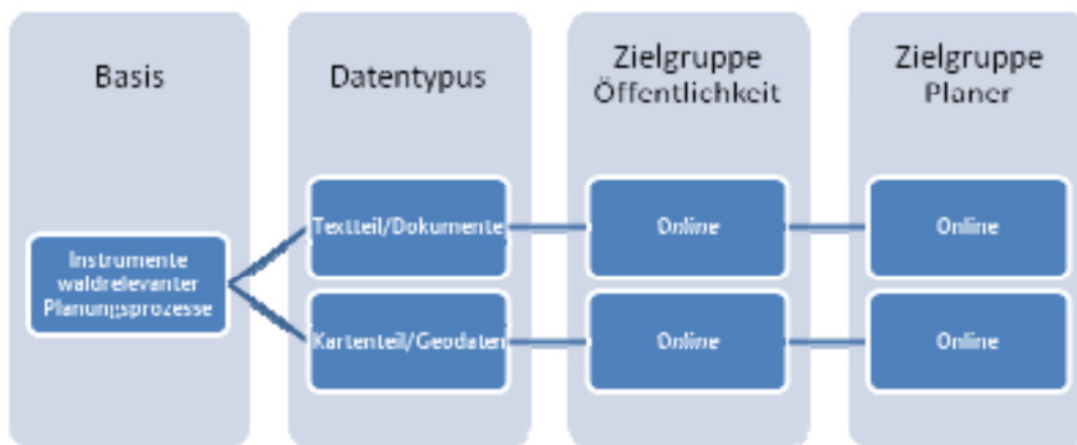 Basis
Datentypus
Zielgruppe
Öffentlichkeit
Zielgruppe
Planer
Instrumente
waldrelevanter
Planungsprozesse
Textteil/Dokumente
Online
Online
Kartenteil/Geodaten
Online
Online